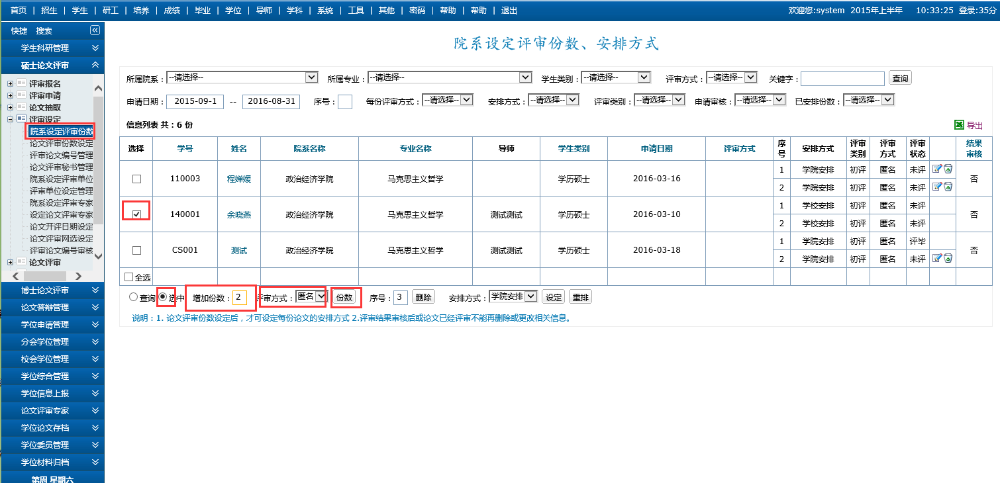 首页 | 招生 | 学生 | 研工 | 培养 | 成绩 | 毕业 | 学位 | 导师 | 学科 | 系统 | 工具 | 其他 | 密码 | 帮助 | 帮助 | 退出 欢迎您:system 2015年上半年 10:33:25 登录:35分
快捷 搜索
学生科研管理
硕士论文评审
评审报名
评审申请
论文抽取
评审设定
院系设定评审份数
论文评审份数设定
评审论文编号管理
论文评审秘书管理
院系设定评审单位
评审单位设定管理
院系设定评审专家
设定论文评审专家
论文开评日期设定
论文评审网选设定
评审论文编号审核
论文评审
博士论文评审
论文答辩管理
学位申请管理
分会学位管理
校会学位管理
学位综合管理
学位信息上报
论文评审专家
学位论文存档
学位委员管理
学位材料归档
第周 星期六
院系设定评审份数、安排方式
所属院系：--请选择-- 所属专业：--请选择-- 学生类别：--请选择-- 评审方式：--请选择-- 关键字： 查询
申请日期： 2015-09-1 -- 2016-08-31 序号： 每份评审方式：--请选择-- 安排方式：--请选择-- 评审类别：--请选择-- 申请审核：--请选择-- 已安排份数：--请选择--
信息列表 共：6 份 导出
选择 学号 姓名 院系名称 专业名称 导师 学生类别 申请日期 评审方式 序号 安排方式 评审类别 评审方式 评审状态 结果审核
110003 程婵媛 政治经济学院 马克思主义哲学 学历硕士 2016-03-16 1 学院安排 初评 匿名 未评 否
2 学院安排 初评 匿名 未评
140001 余晓燕 政治经济学院 马克思主义哲学 测试测试 学历硕士 2016-03-10 1 学校安排 初评 匿名 未评 否
2 学校安排 初评 匿名 未评
CS001 测试 政治经济学院 马克思主义哲学 测试测试 学历硕士 2016-03-18 1 学院安排 初评 匿名 评毕 否
2 学院安排 初评 匿名 未评
全选
查询 选中 增加份数： 2 评审方式： 匿名 份数 序号： 3 删除 安排方式： 学院安排 设定 重排
说明：1. 论文评审份数设定后，才可设定每份论文的安排方式 2.评审结果审核后或论文已经评审不能再删除或更改相关信息。